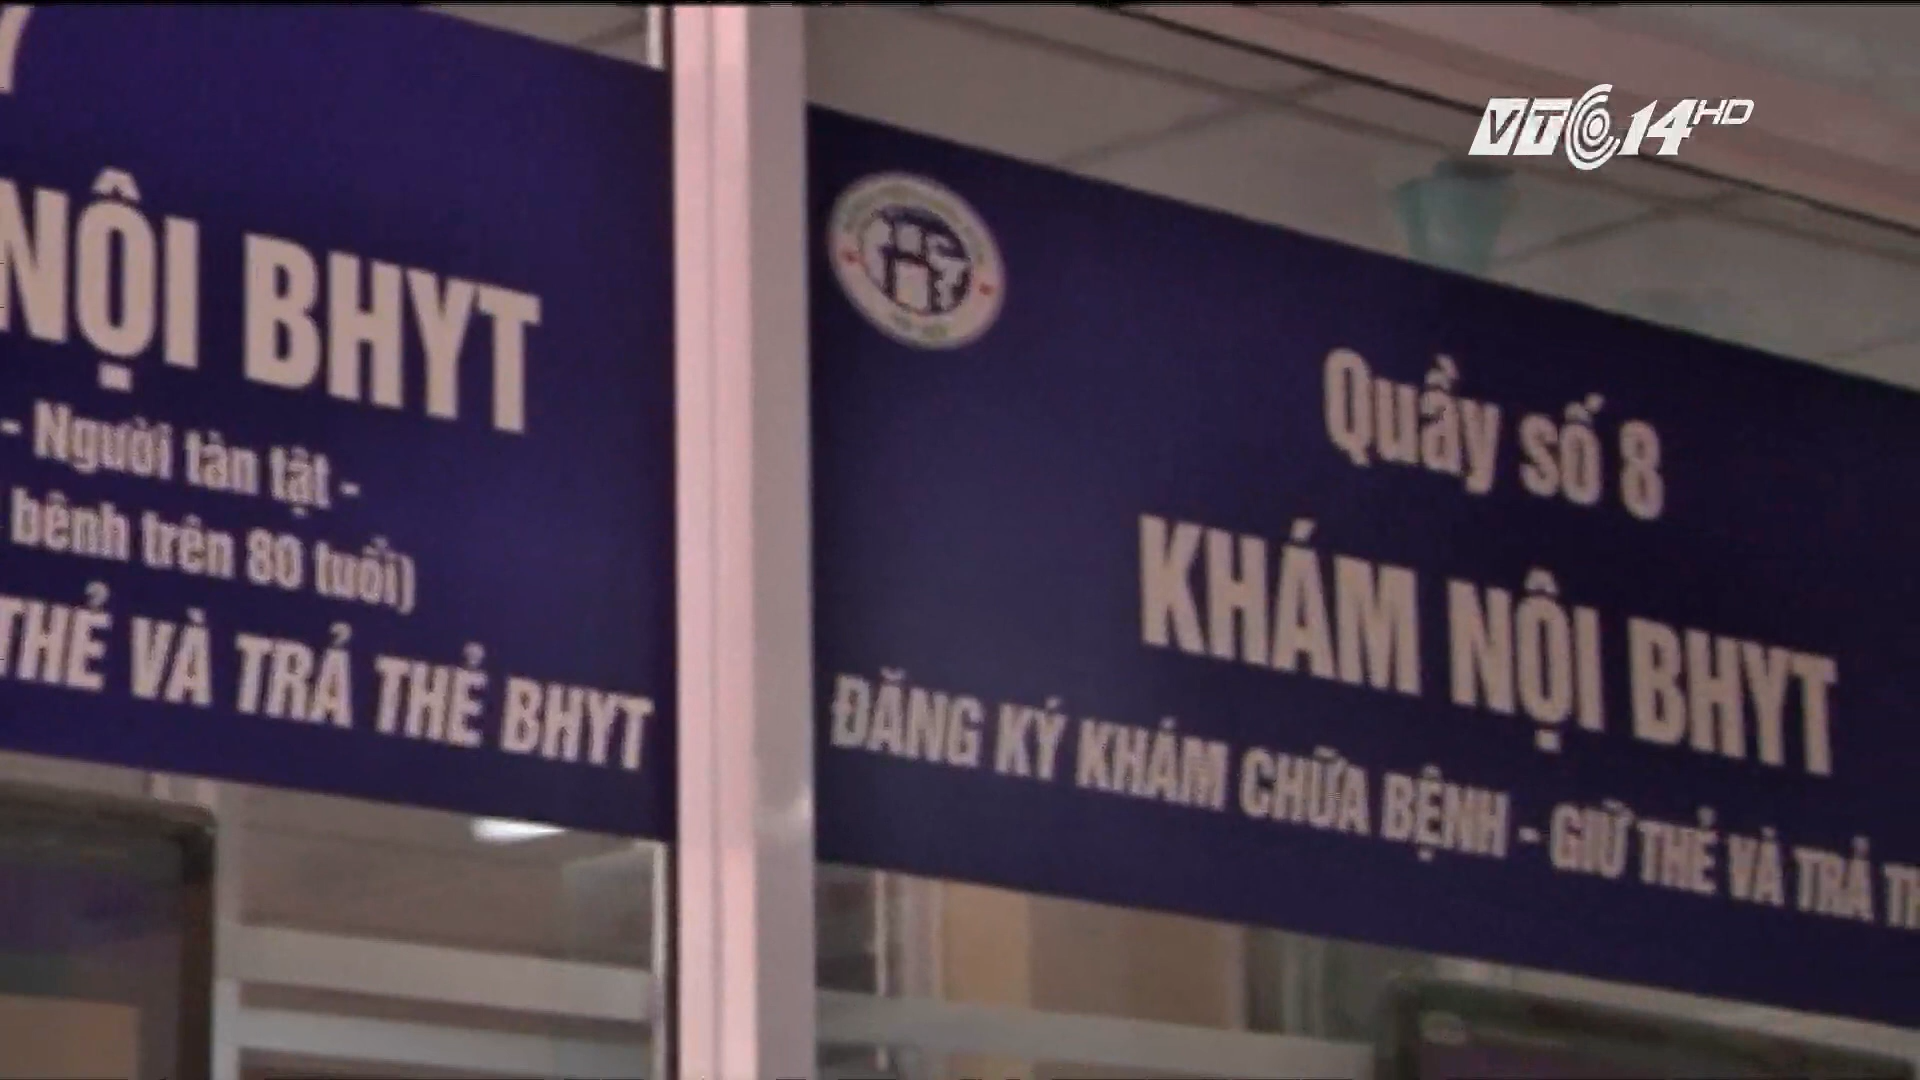 VTC14HD
NỘI BHYT
- Người tàn tật -
bệnh trên 80 tuổi)
THẺ VÀ TRẢ THẺ BHYT
Quầy số 8
KHÁM NỘI BHYT
ĐĂNG KÝ KHÁM CHỮA BỆNH - GIỮ THẺ VÀ TRẢ TH